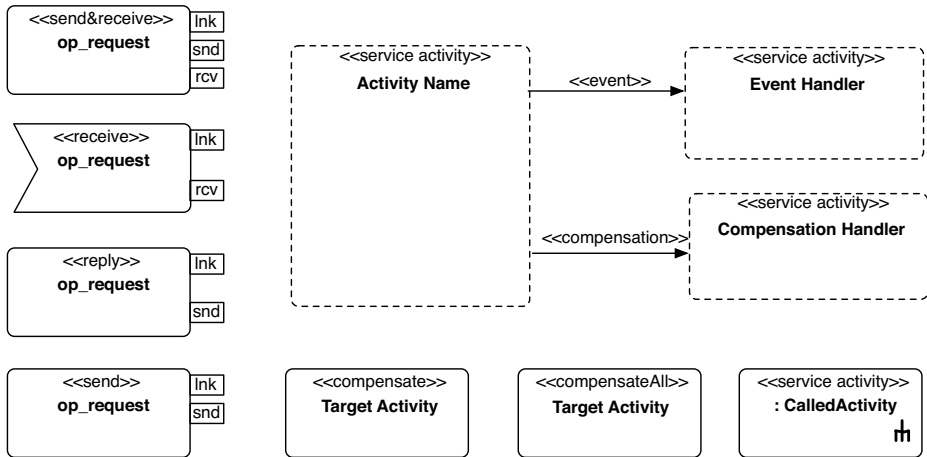 <<send&receive>>
op_request
lnk
snd
rcv
<<receive>>
op_request
lnk
rcv
<<reply>>
op_request
lnk
snd
<<send>>
op_request
lnk
snd
<<service activity>>
Activity Name
<<event>>
<<service activity>>
Event Handler
<<compensation>>
<<service activity>>
Compensation Handler
<<compensate>>
Target Activity
<<compensateAll>>
Target Activity
<<service activity>>
: CalledActivity